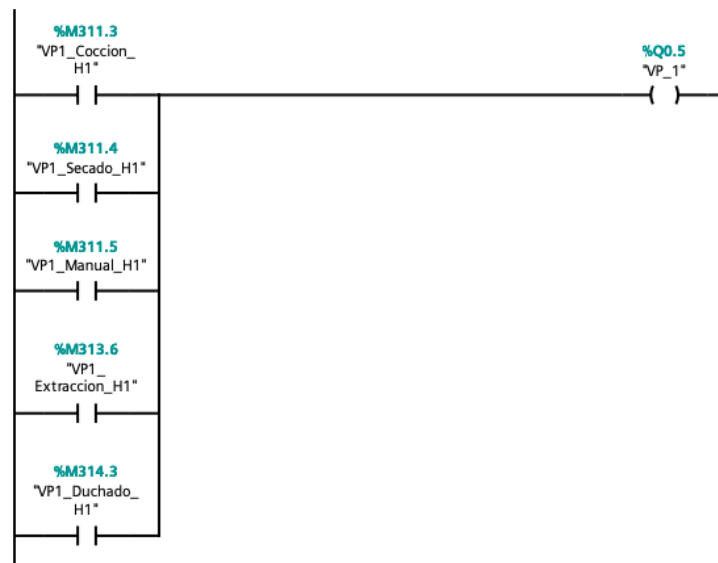 %M311.3
"VP1_Coccion_
H1"
%Q0.5
"VP_1"
%M311.4
"VP1_Secado_H1"
%M311.5
"VP1_Manual_H1"
%M313.6
"VP1_
Extraccion_H1"
%M314.3
"VP1_Duchado_
H1"